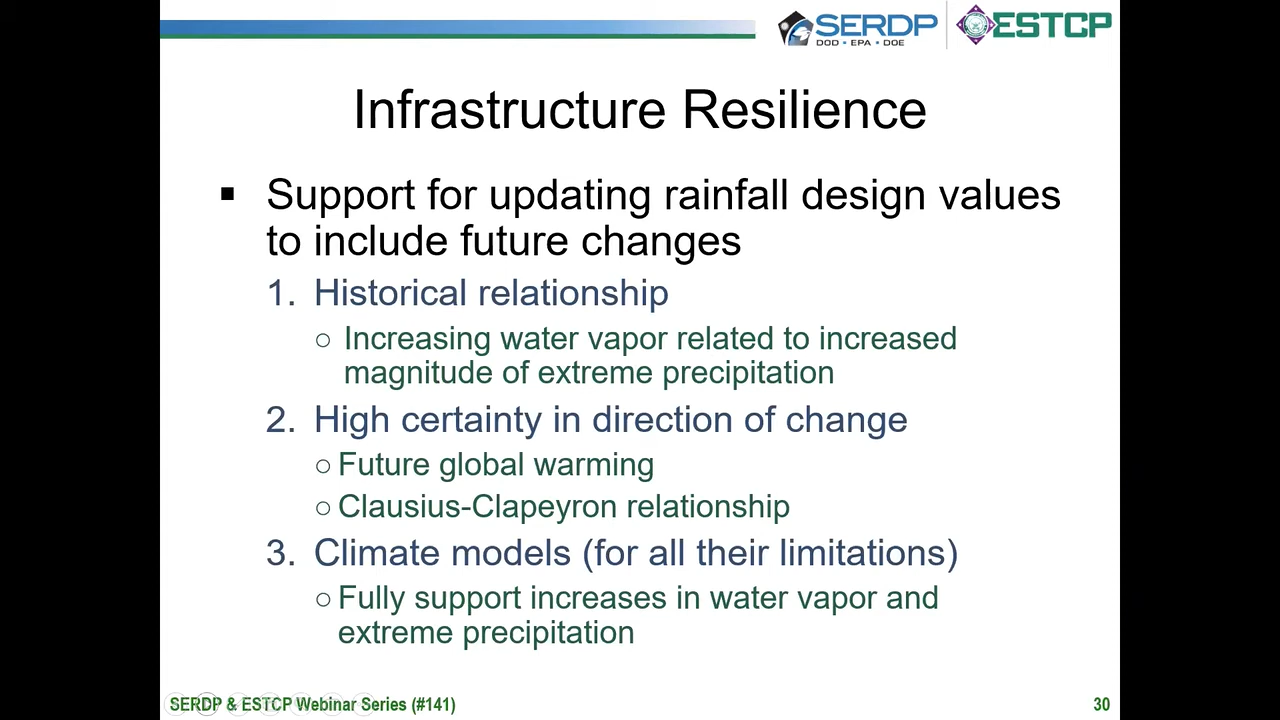 SERDP
DOD • EPA • DOE
ESTCP
Infrastructure Resilience
▪ Support for updating rainfall design values
to include future changes
1. Historical relationship
○ Increasing water vapor related to increased
magnitude of extreme precipitation
2. High certainty in direction of change
○ Future global warming
○ Clausius-Clapeyron relationship
3. Climate models (for all their limitations)
○ Fully support increases in water vapor and
extreme precipitation
SERDP & ESTCP Webinar Series (#141)
30